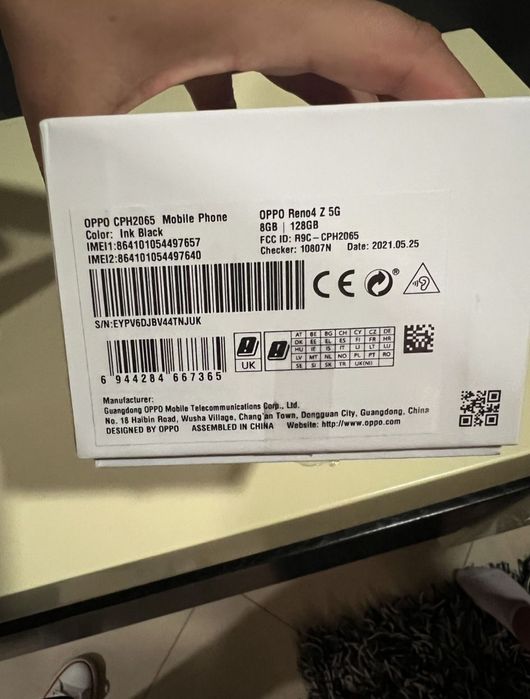 OPPO CPH2065 Mobile Phone
Color: Ink Black
IMEI1:864101054497657
IMEI2:864101054497640
OPPO Reno4 Z 5G
8GB | 128GB
FCC ID: R9C-CPH2065
Checker: 10807N Date: 2021.05.25
CE
S/N:EYPV6DJBV44TNJUK
6 944284 667365
UK
AT BE BG CH CY CZ DE
DK EE EL ES FI FR HR
HU IE IS IT LI LT LU
LV MT NL NO PL PT RO
SE SI SK TR UK(NI)
Manufacturer:
Guangdong OPPO Mobile Telecommunications Corp., Ltd.
No. 18 Haibin Road, Wusha Village, Chang'an Town, Dongguan City, Guangdong, China
DESIGNED BY OPPO ASSEMBLED IN CHINA Website: http://www.oppo.com